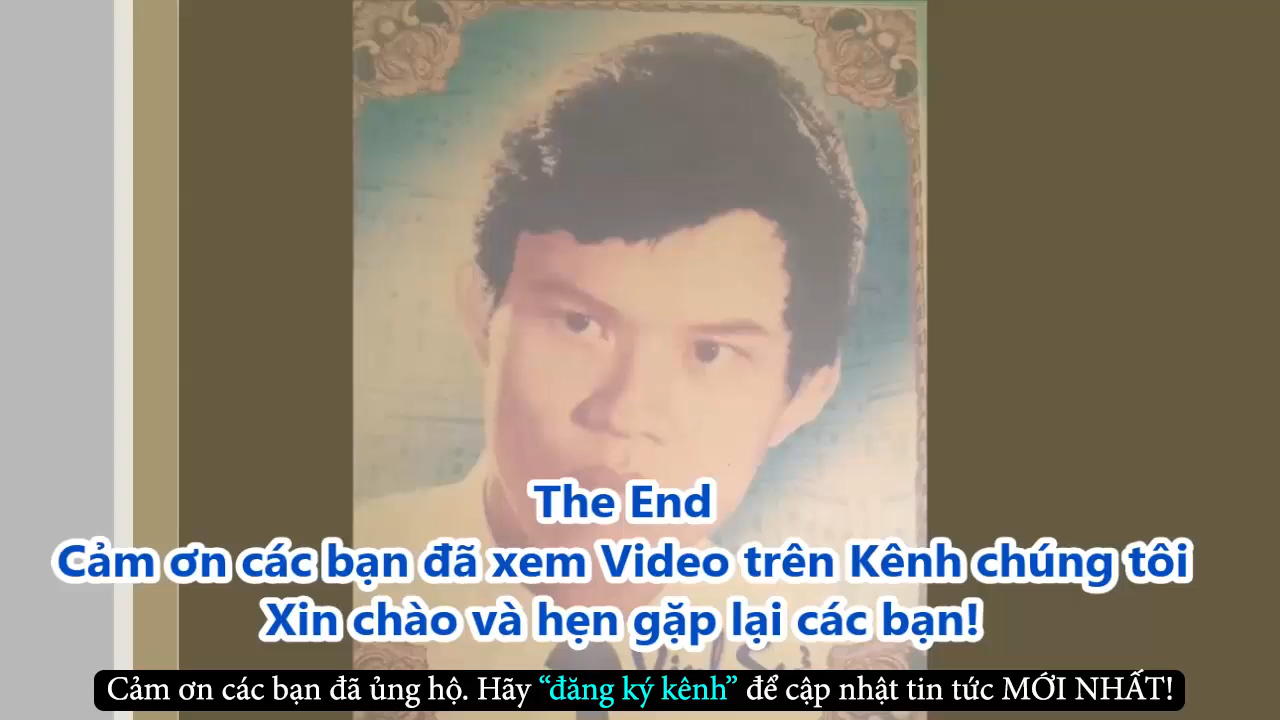 The End
Cảm ơn các bạn đã xem Video trên Kênh chúng tôi
Xin chào và hẹn gặp lại các bạn!
Cảm ơn các bạn đã ủng hộ. Hãy “đăng ký kênh” để cập nhật tin tức MỚI NHẤT!